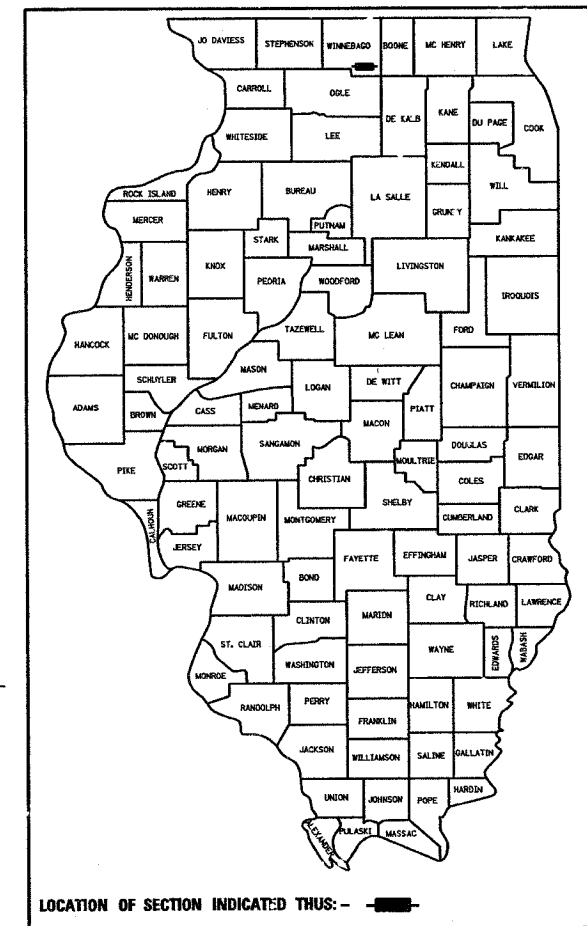 JO DAVIESS STEPHENSON WINNEBAGO BOONE MC HENRY LAKE
CARROLL OGLE DE KALB KANE DU PAGE COOK
WHITESIDE LEE KENDALL
ROCK ISLAND HENRY BUREAU LA SALLE GRUNDY WILL
MERCER PUTNAM
STARK MARSHALL KANKAKEE
HENDERSON WARREN KNOX PEORIA WOODFORD LIVINGSTON IROQUOIS
HANCOCK MC DONOUGH FULTON TAZEWELL MC LEAN FORD
SCHUYLER MASON LOGAN DE WITT CHAMPAIGN VERMILION
ADAMS BROWN CASS MENARD MACON PIATT
PIKE SCOTT MORGAN SANGAMON CHRISTIAN MOULTRIE DOUGLAS EDGAR
COLES
CALHOUN GREENE MACOUPIN MONTGOMERY SHELBY CUMBERLAND CLARK
JERSEY FAYETTE EFFINGHAM JASPER CRAWFORD
MADISON BOND CLAY RICHLAND LAWRENCE
CLINTON MARION
ST. CLAIR WAYNE EDWARDS WABASH
MONROE WASHINGTON JEFFERSON
RANDOLPH PERRY HAMILTON WHITE
FRANKLIN
JACKSON WILLIAMSON SALINE GALLATIN
UNION JOHNSON POPE HARDIN
ALEXANDER PULASKI MASSAC
LOCATION OF SECTION INDICATED THUS: -